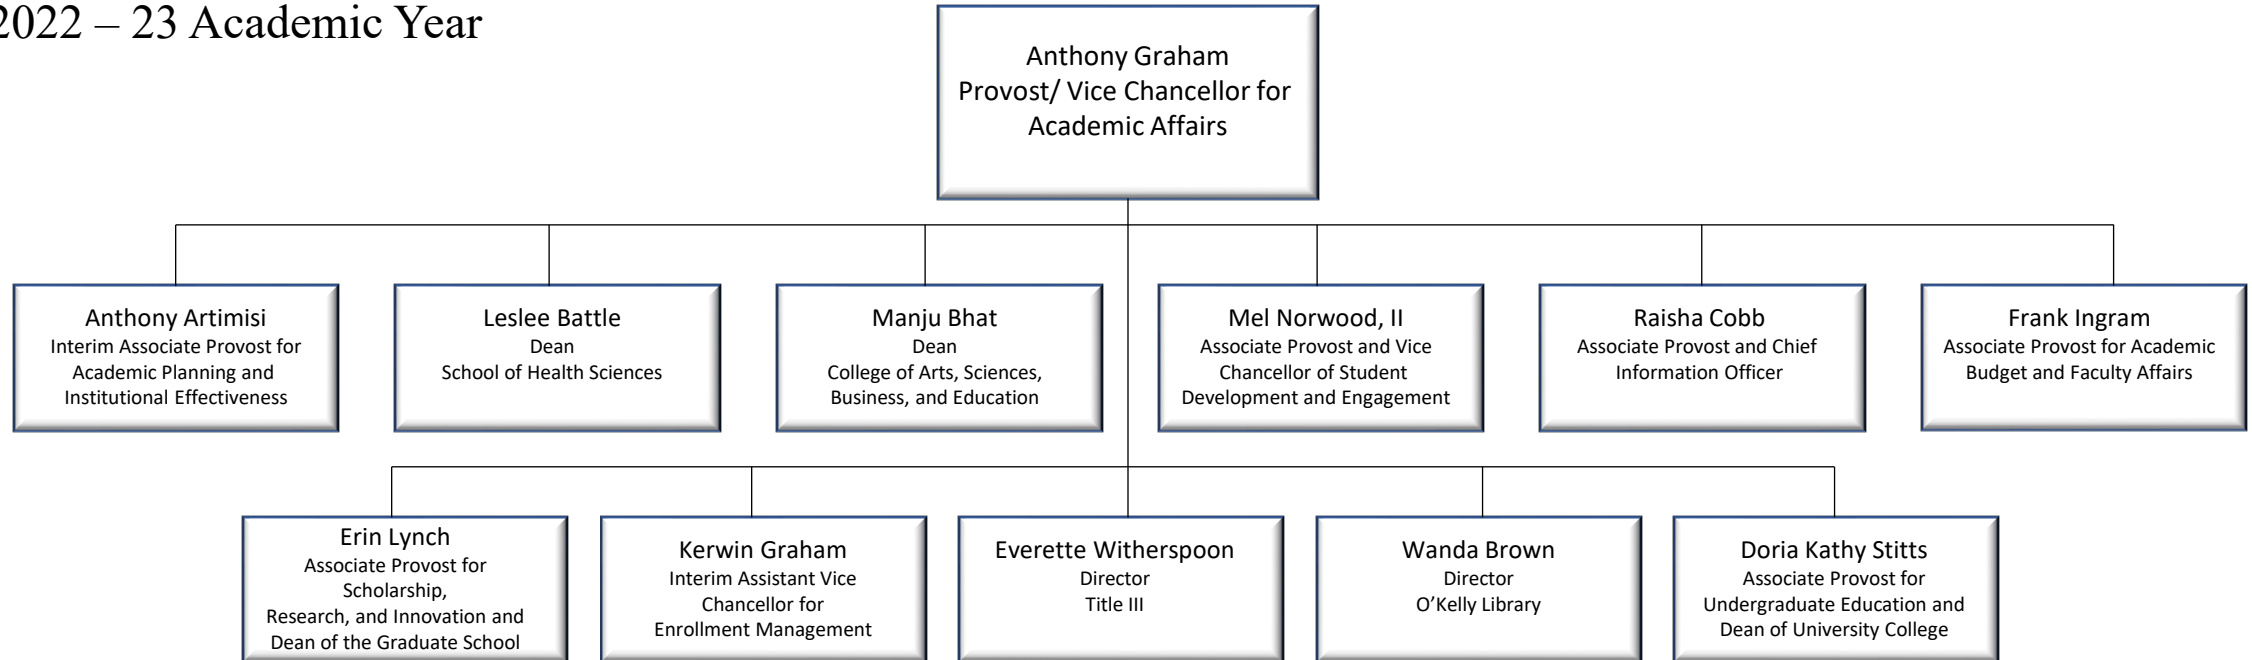 2022 – 23 Academic Year
Anthony Graham
Provost/ Vice Chancellor for
Academic Affairs
Anthony Artimisi
Interim Associate Provost for
Academic Planning and
Institutional Effectiveness
Leslee Battle
Dean
School of Health Sciences
Manju Bhat
Dean
College of Arts, Sciences,
Business, and Education
Mel Norwood, II
Associate Provost and Vice
Chancellor of Student
Development and Engagement
Raisha Cobb
Associate Provost and Chief
Information Officer
Frank Ingram
Associate Provost for Academic
Budget and Faculty Affairs
Erin Lynch
Associate Provost for
Scholarship,
Research, and Innovation and
Dean of the Graduate School
Kerwin Graham
Interim Assistant Vice
Chancellor for
Enrollment Management
Everette Witherspoon
Director
Title III
Wanda Brown
Director
O’Kelly Library
Doria Kathy Stitts
Associate Provost for
Undergraduate Education and
Dean of University College